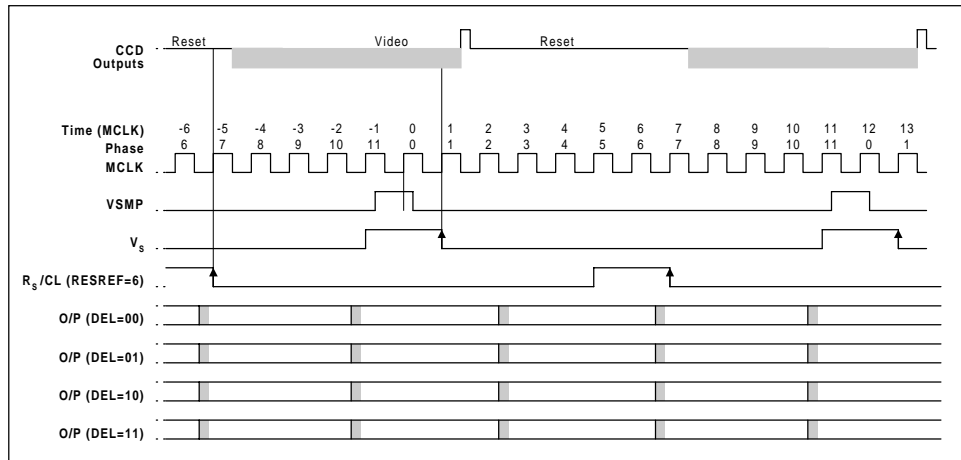 Reset Video Reset
CCD
Outputs
Time (MCLK) -6 -5 -4 -3 -2 -1 0 1 2 3 4 5 6 7 8 9 10 11 12 13
Phase 6 7 8 9 10 11 0 1 2 3 4 5 6 7 8 9 10 11 0 1
MCLK
VSMP
VS
RS/CL (RESREF=6)
O/P (DEL=00)
O/P (DEL=01)
O/P (DEL=10)
O/P (DEL=11)